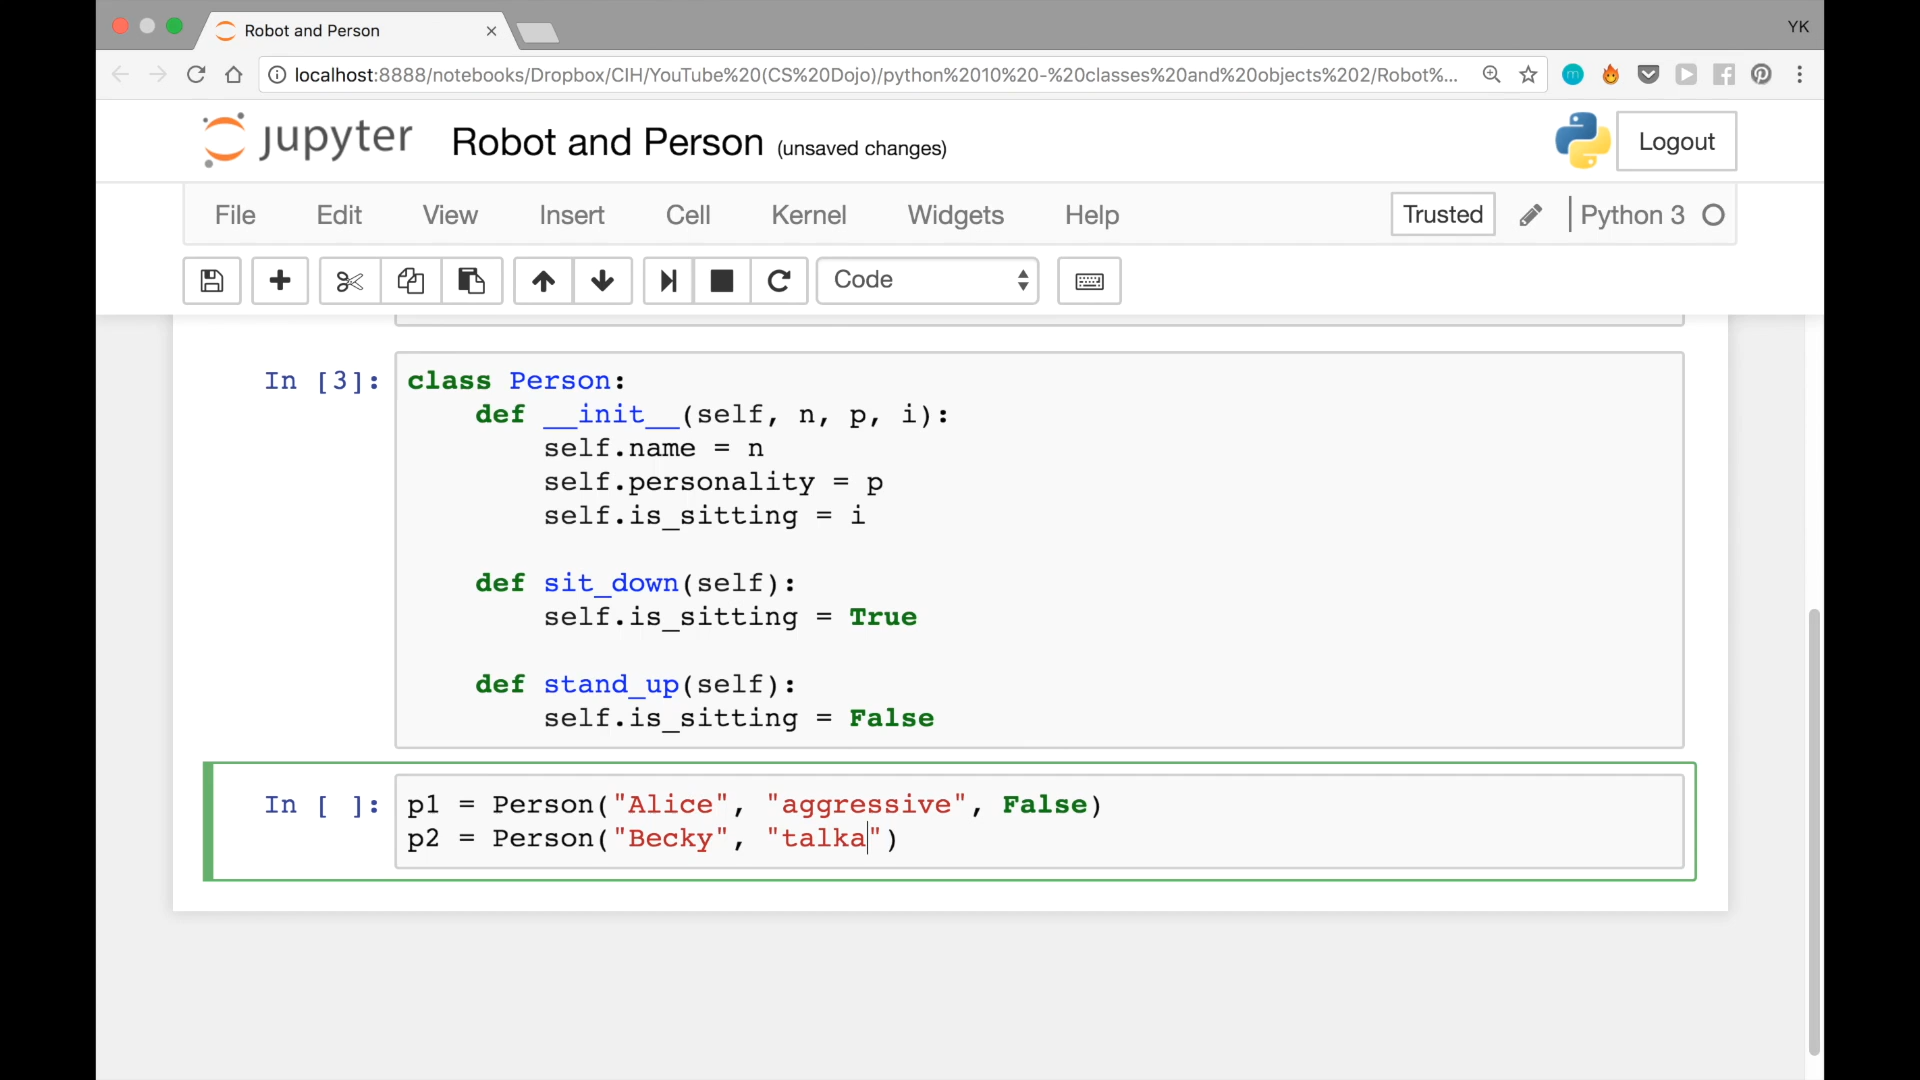 Robot and Person
YK
localhost:8888/notebooks/Dropbox/CIH/YouTube%20(CS%20Dojo)/python%2010%20-%20classes%20and%20objects%202/Robot%...
m
jupyter Robot and Person (unsaved changes)
Logout
File Edit View Insert Cell Kernel Widgets Help Trusted Python 3
Code
In [3]: class Person:
    def __init__(self, n, p, i):
        self.name = n
        self.personality = p
        self.is_sitting = i
    def sit_down(self):
        self.is_sitting = True
    def stand_up(self):
        self.is_sitting = False
In [ ]: p1 = Person("Alice", "aggressive", False)
p2 = Person("Becky", "talka")